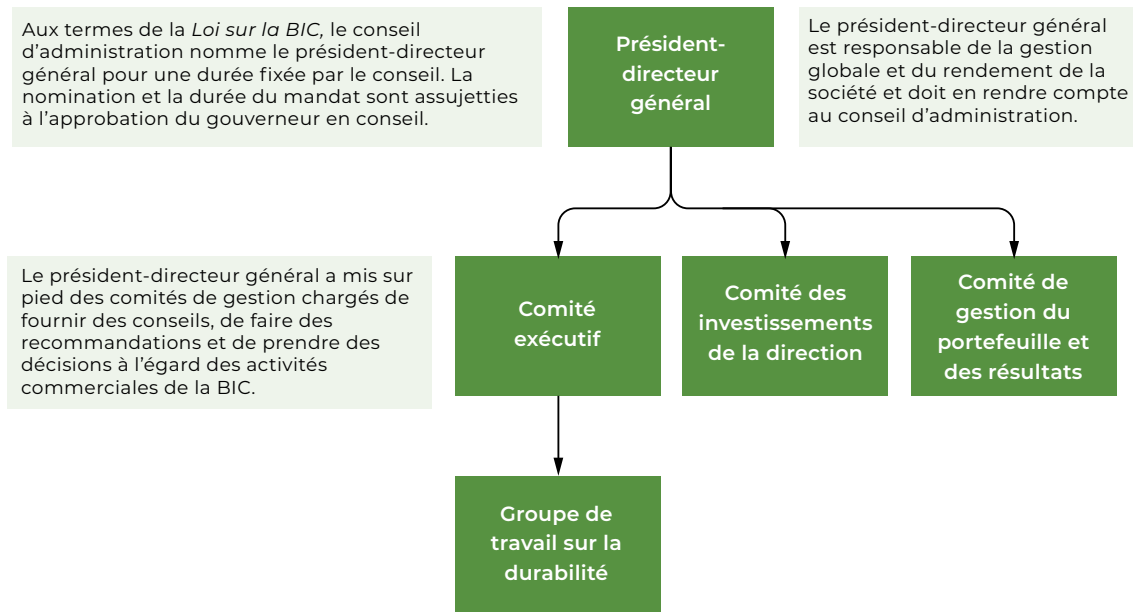 Aux termes de la Loi sur la BIC, le conseil
d’administration nomme le président-directeur
général pour une durée fixée par le conseil. La
nomination et la durée du mandat sont assujetties
à l’approbation du gouverneur en conseil.
Président-
directeur
général
Le président-directeur général
est responsable de la gestion
globale et du rendement de la
société et doit en rendre compte
au conseil d’administration.
Le président-directeur général a mis sur
pied des comités de gestion chargés de
fournir des conseils, de faire des
recommandations et de prendre des
décisions à l’égard des activités
commerciales de la BIC.
Comité
exécutif
Comité des
investissements
de la direction
Comité de
gestion du
portefeuille et
des résultats
Groupe de
travail sur la
durabilité